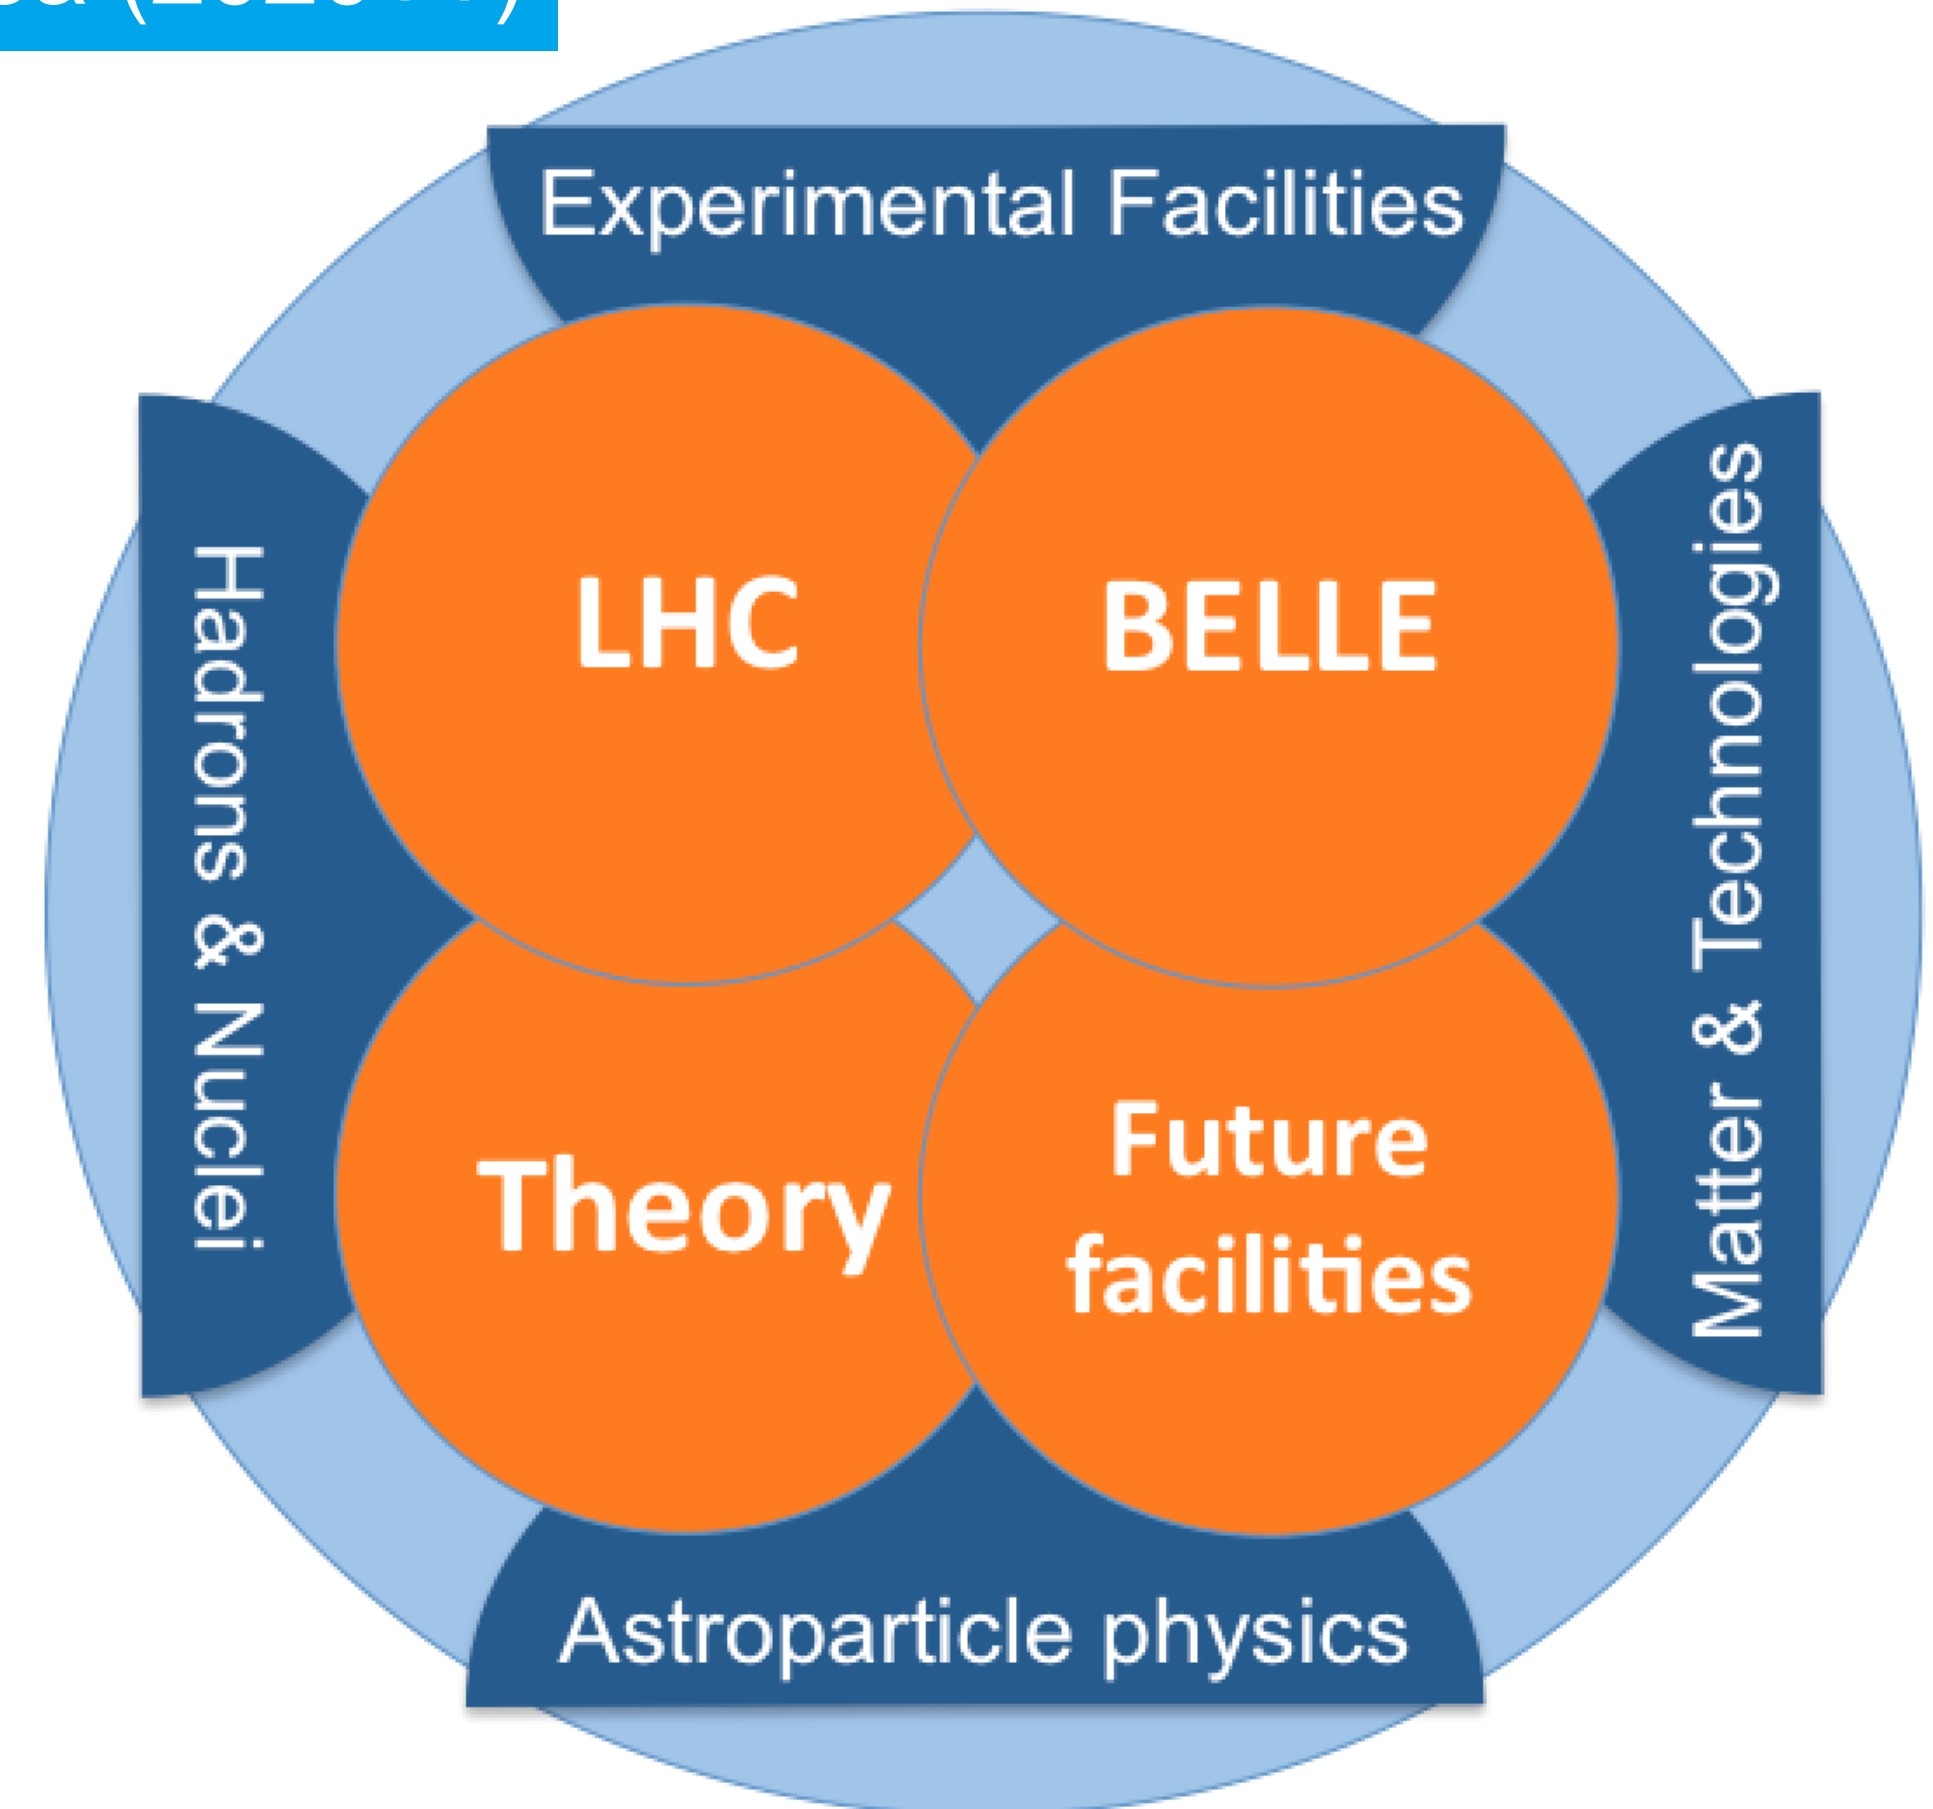 Experimental Facilities
Hadrons & Nuclei
LHC
BELLE
Matter & Technologies
Theory
Future
facilities
Astroparticle physics